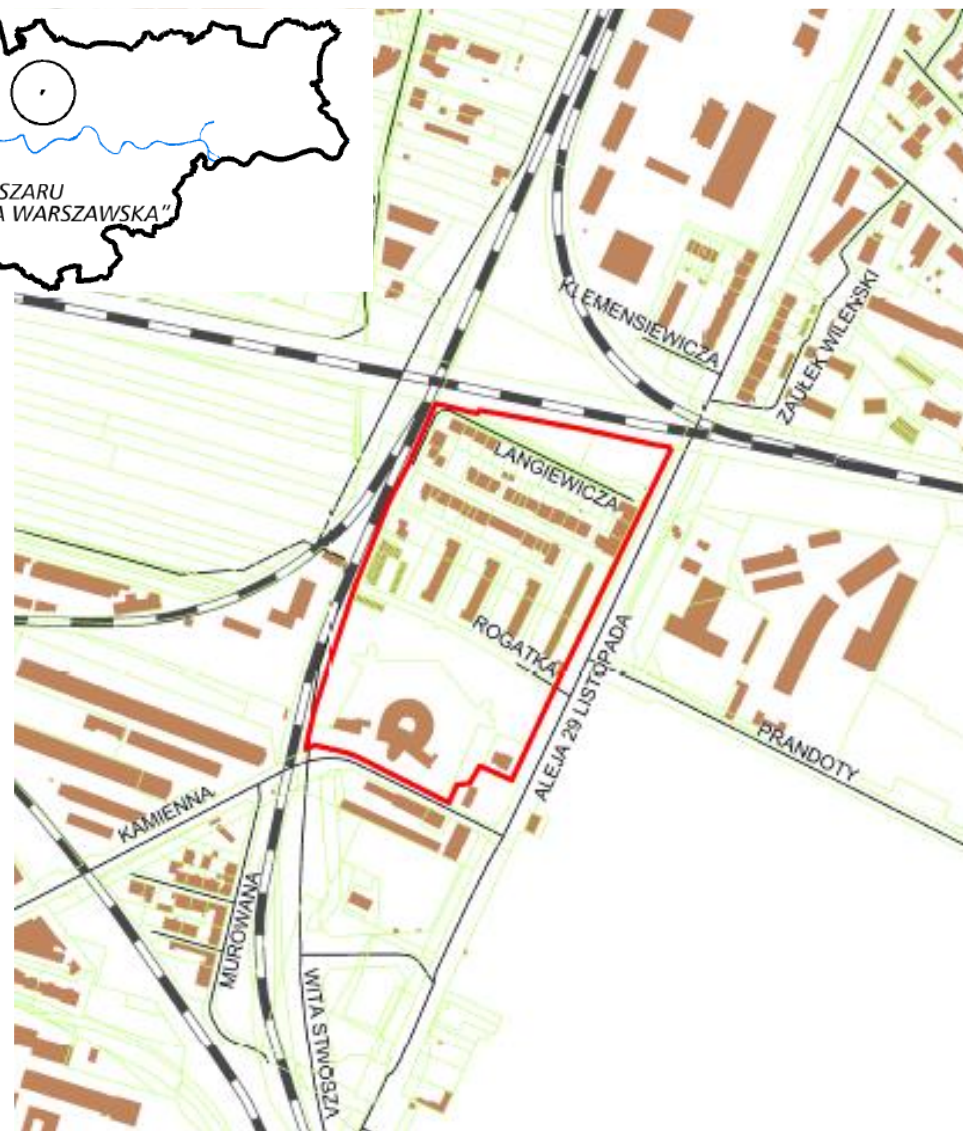 SZARU
A WARSZAWSKA"
KLEMENSIEWICZA
ZAUŁEK WILEŃSKI
LANGIEWICZA
ROGATKA
ALEJA 29 LISTOPADA
PRANDOTY
KAMIENNA
MUROWANA
WITA STWOSZA